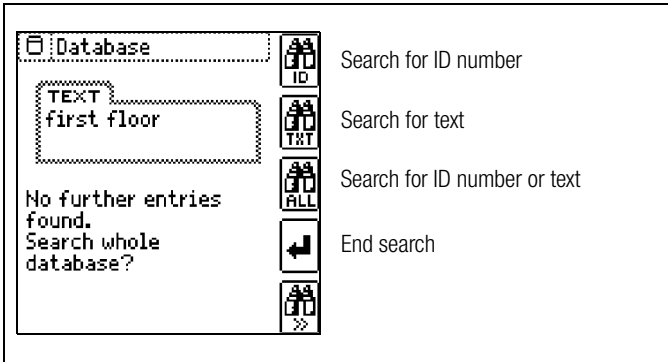 Database
ID
Search for ID number
TEXT
first floor
TXT
Search for text
ALL
Search for ID number or text
No further entries
found.
Search whole
database?
End search
>>